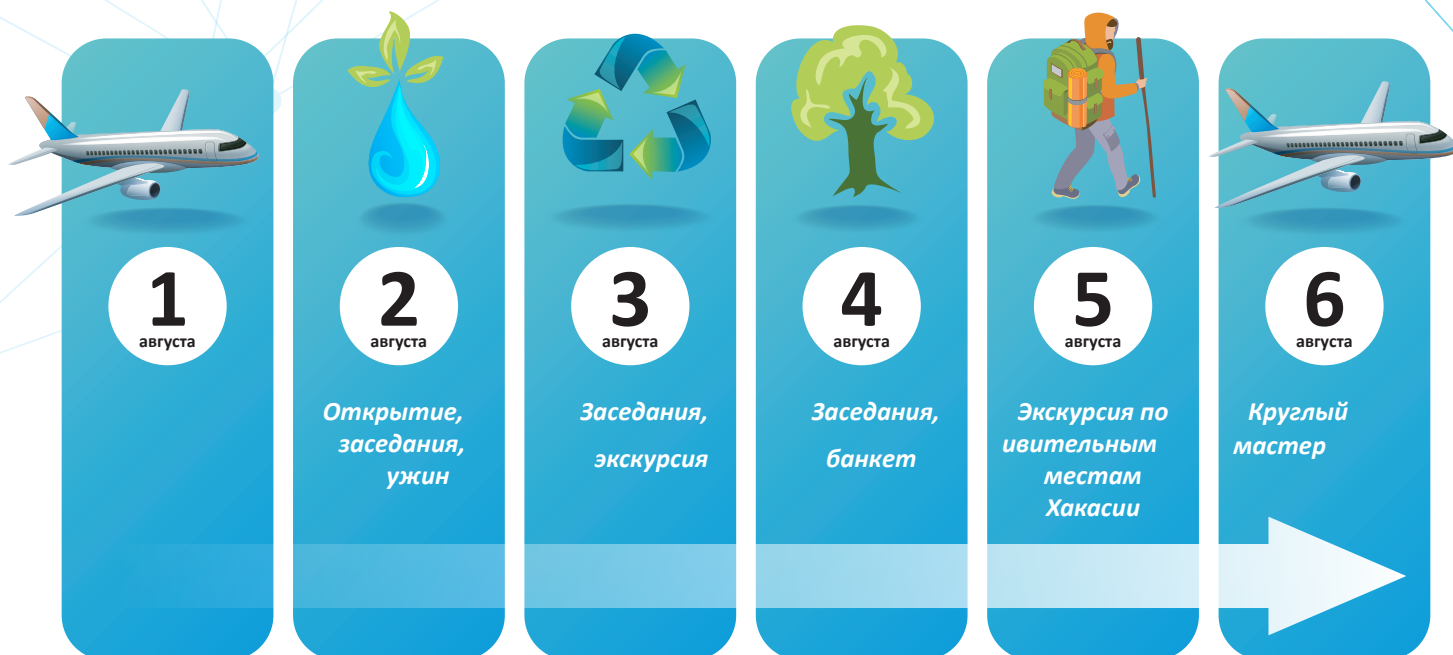 1
августа
2
августа
Открытие,
заседания,
ужин
3
августа
Заседания,
экскурсия
4
августа
Заседания,
банкет
5
августа
Экскурсия по
ивительным
местам
Хакасии
6
августа
Круглый
мастер